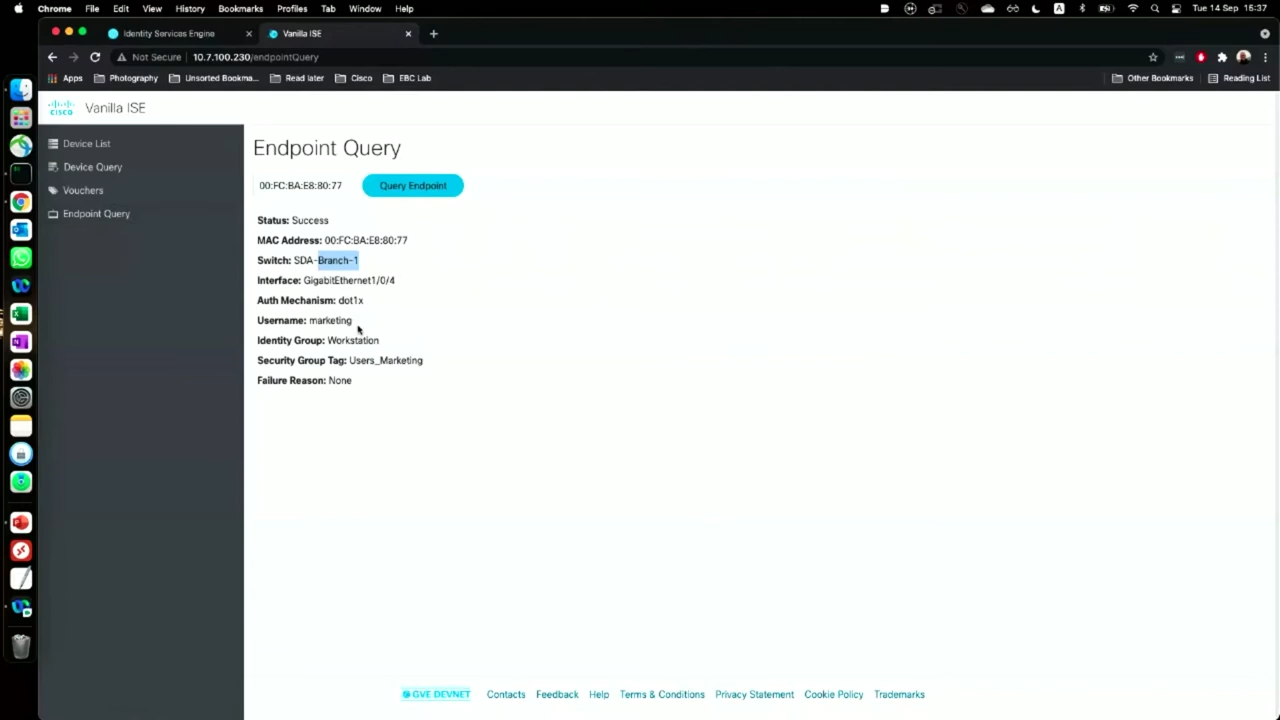 Chrome File Edit View History Bookmarks Profiles Tab Window Help
A
Tue 14 Sep 15:37
Identity Services Engine
Vanilla ISE
Not Secure 10.7.100.230/endpointQuery
Apps Photography Unsorted Bookma... Read later Cisco EBC Lab Other Bookmarks Reading List
CISCO Vanilla ISE
Device List
Device Query
Vouchers
Endpoint Query
Endpoint Query
00:FC:BA:E8:80:77 Query Endpoint
Status: Success
MAC Address: 00:FC:BA:E8:80:77
Switch: SDA-Branch-1
Interface: GigabitEthernet1/0/4
Auth Mechanism: dot1x
Username: marketing
Identity Group: Workstation
Security Group Tag: Users_Marketing
Failure Reason: None
GVE DEVNET Contacts Feedback Help Terms & Conditions Privacy Statement Cookie Policy Trademarks